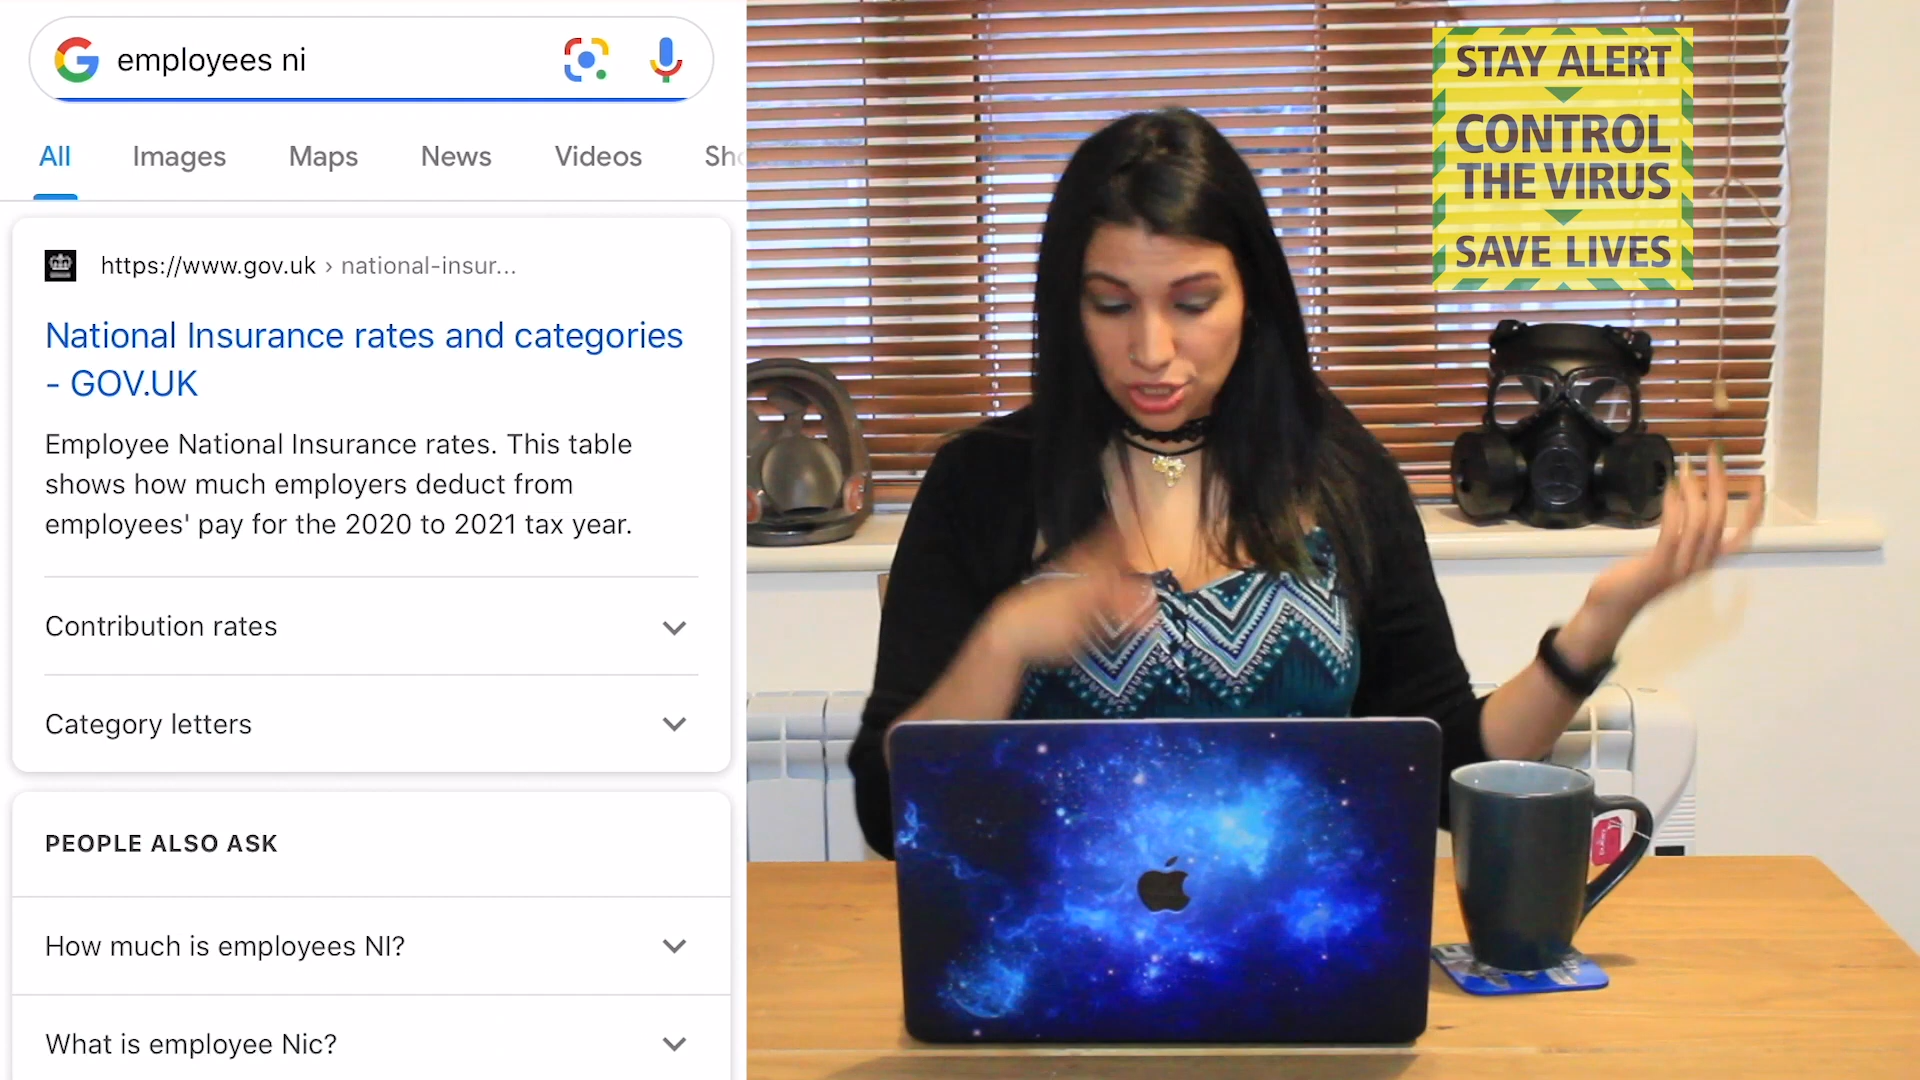 employees ni
All Images Maps News Videos Sho
https://www.gov.uk › national-insur...
National Insurance rates and categories
- GOV.UK
Employee National Insurance rates. This table
shows how much employers deduct from
employees' pay for the 2020 to 2021 tax year.
Contribution rates
Category letters
PEOPLE ALSO ASK
How much is employees NI?
What is employee Nic?
STAY ALERT
CONTROL
THE VIRUS
SAVE LIVES